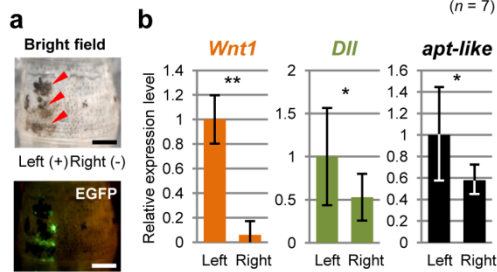 (n = 7)
a
b
Bright field
Left (+) Right (-)
EGFP
Relative expression level
Wnt1
1.4
1.2
1
0.8
0.6
0.4
0.2
0
**
Left Right
Dll
2
1.5
1
0.5
0
*
Left Right
apt-like
1.6
1.4
1.2
1
0.8
0.6
0.4
0.2
0
*
Left Right